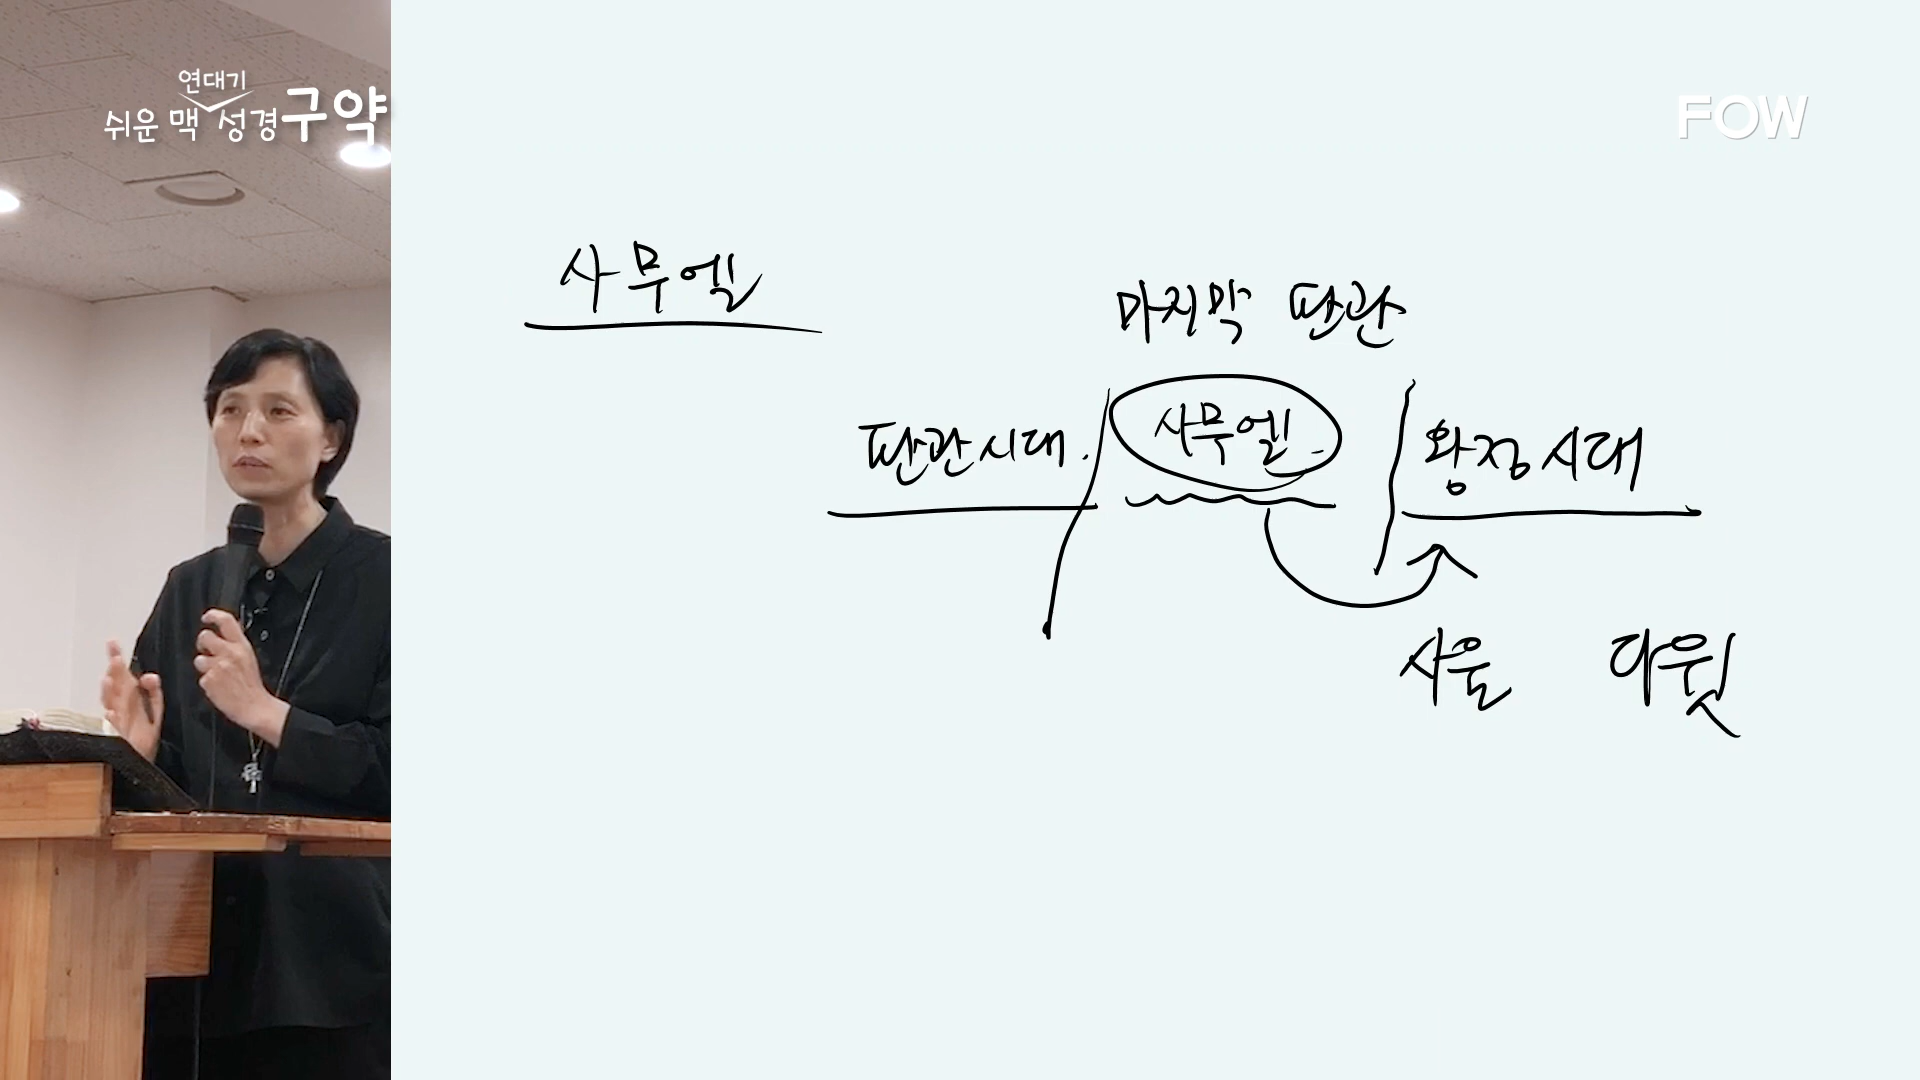 연대기
쉬운 맥 성경 구약
FOW
사무엘
마지막 판관
판관시대. 사무엘 왕정시대
사울 다윗